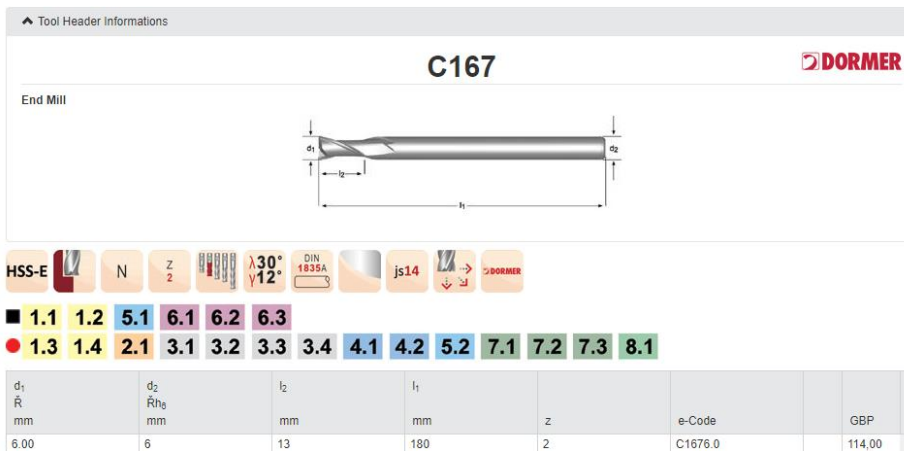 Tool Header Informations
C167
DORMER
End Mill
d1 d2
l2
l1
HSS-E N Z 2 λ30° γ12° DIN 1835A js14 DORMER
1.1 1.2 5.1 6.1 6.2 6.3
1.3 1.4 2.1 3.1 3.2 3.3 3.4 4.1 4.2 5.2 7.1 7.2 7.3 8.1
d1 d2 l2 l1
Ř Řh6
mm mm mm mm z e-Code GBP
6.00 6 13 180 2 C1676.0 114,00